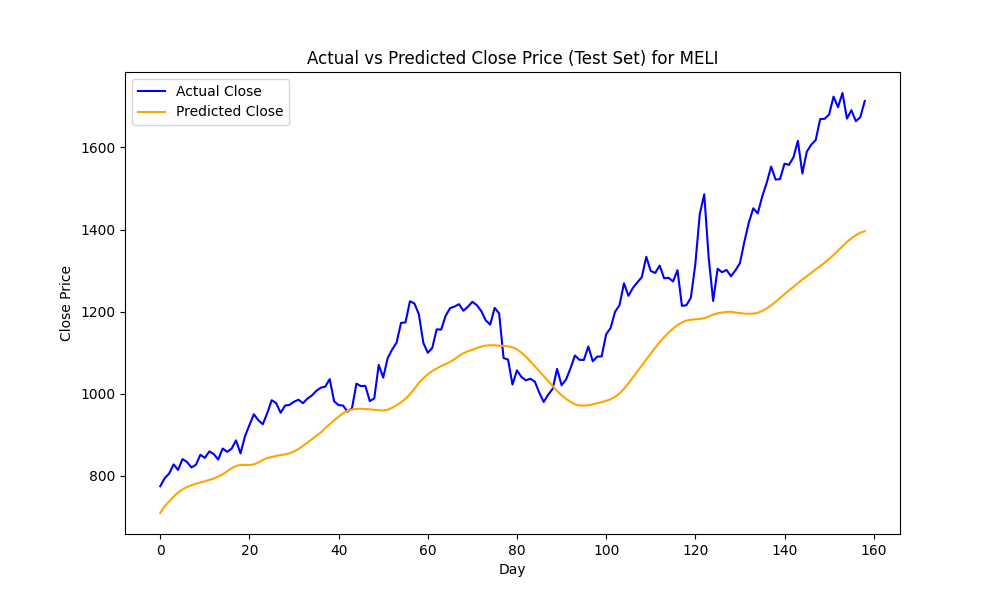 Actual vs Predicted Close Price (Test Set) for MELI
Actual Close
Predicted Close
Close Price
1600
1400
1200
1000
800
0 20 40 60 80 100 120 140 160
Day